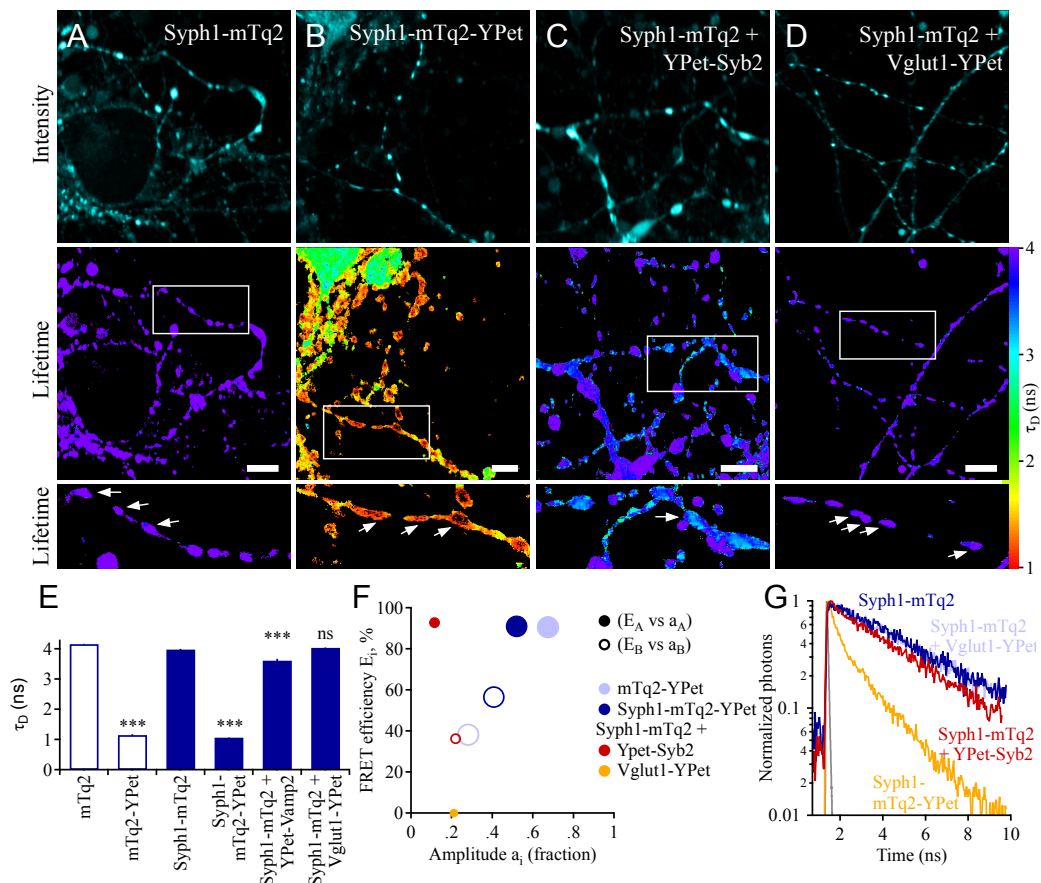 A
Syph1-mTq2
B
Syph1-mTq2-YPet
C
Syph1-mTq2 +
YPet-Syb2
D
Syph1-mTq2 +
Vglut1-YPet
Intensity
Lifetime
Lifetime
4
3
2
1
τD (ns)
E
τD (ns)
4
3
2
1
0
***
***
***
ns
mTq2
mTq2-YPet
Syph1-mTq2
Syph1-
mTq2-YPet
Syph1-mTq2 +
YPet-Vamp2
Syph1-mTq2 +
Vglut1-YPet
F
FRET efficiency Ei, %
100
80
60
40
20
0
0
.2
.4
.6
.8
1
Amplitude ai (fraction)
(EA vs aA)
(EB vs aB)
mTq2-YPet
Syph1-mTq2-YPet
Syph1-mTq2 +
Ypet-Syb2
Vglut1-YPet
G
Normalized photons
1
0.1
0.01
2
4
6
8
10
Time (ns)
Syph1-mTq2
Syph1-mTq2
+ Vglut1-YPet
Syph1-mTq2
+ YPet-Syb2
Syph1-
mTq2-YPet